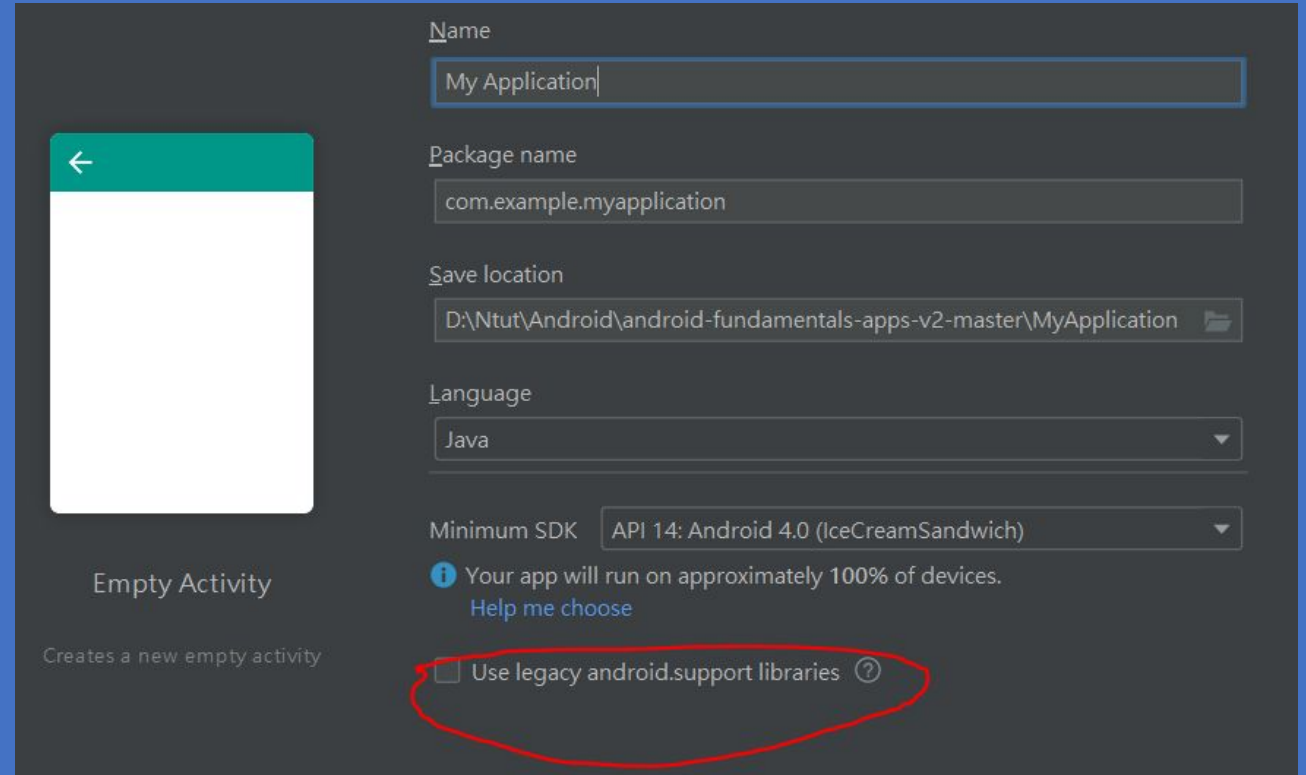 Name
My Application
Package name
com.example.myapplication
Save location
D:\Ntut\Android\android-fundamentals-apps-v2-master\MyApplication
Language
Java
Minimum SDK API 14: Android 4.0 (IceCreamSandwich)
i Your app will run on approximately 100% of devices.
Help me choose
Use legacy android.support libraries ?
Empty Activity
Creates a new empty activity